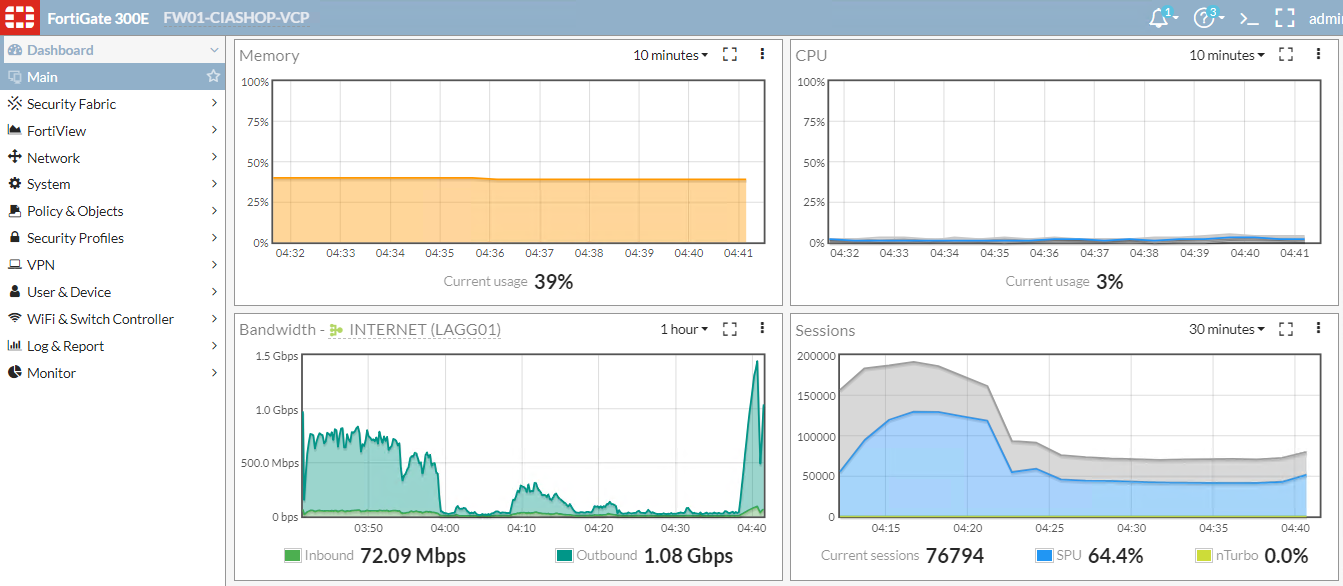 FortiGate 300E FW01-CIASHOP-VCP 1 3 admi
Dashboard
Main
Security Fabric
FortiView
Network
System
Policy & Objects
Security Profiles
VPN
User & Device
WiFi & Switch Controller
Log & Report
Monitor
Memory 10 minutes
100%
75%
50%
25%
0%
04:32 04:33 04:34 04:35 04:36 04:37 04:38 04:39 04:40 04:41
Current usage 39%
CPU 10 minutes
100%
75%
50%
25%
0%
04:32 04:33 04:34 04:35 04:36 04:37 04:38 04:39 04:40 04:41
Current usage 3%
Bandwidth - INTERNET (LAGG01) 1 hour
1.5 Gbps
1.0 Gbps
500.0 Mbps
0 bps
03:50 04:00 04:10 04:20 04:30 04:40
Inbound 72.09 Mbps Outbound 1.08 Gbps
Sessions 30 minutes
200000
150000
100000
50000
0
04:15 04:20 04:25 04:30 04:35 04:40
Current sessions 76794 SPU 64.4% nTurbo 0.0%